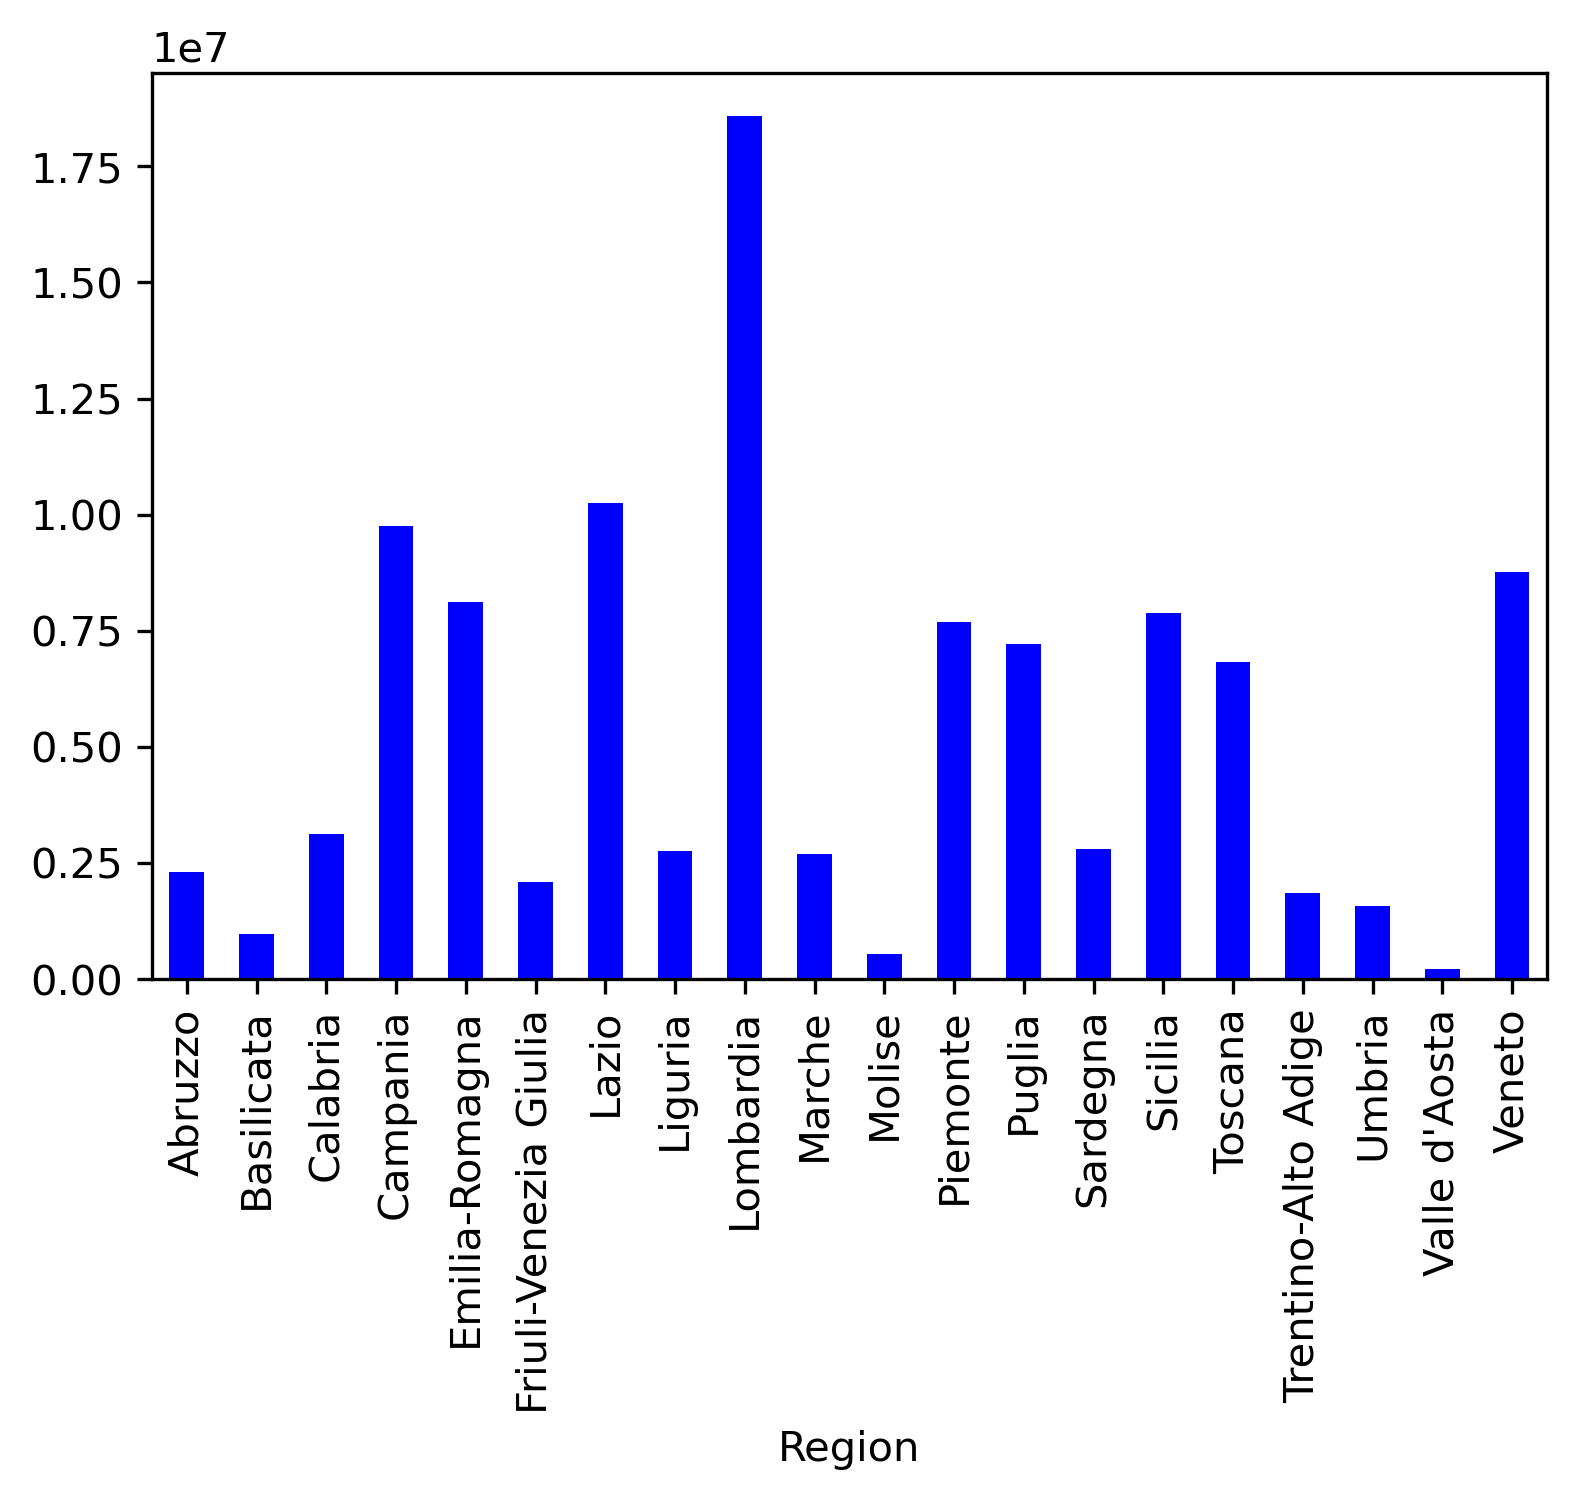 1e7
1.75
1.50
1.25
1.00
0.75
0.50
0.25
0.00
Abruzzo
Basilicata
Calabria
Campania
Emilia-Romagna
Friuli-Venezia Giulia
Lazio
Liguria
Lombardia
Marche
Molise
Piemonte
Puglia
Sardegna
Sicilia
Toscana
Trentino-Alto Adige
Umbria
Valle d'Aosta
Veneto
Region